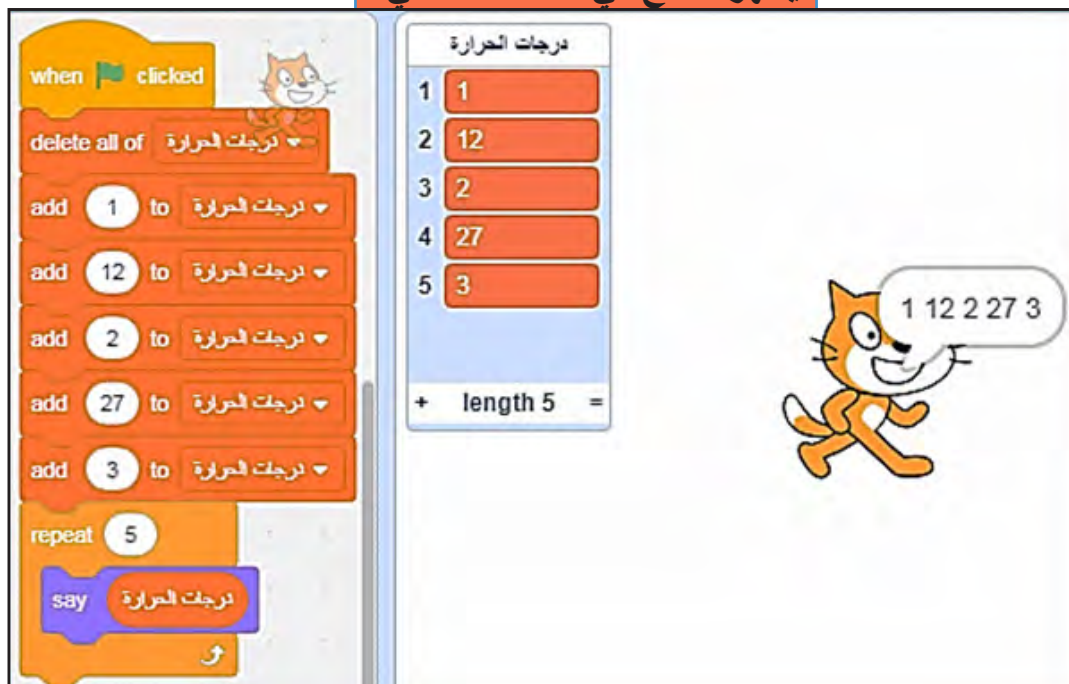 when clicked
delete all of درجات الحرارة
add 1 to درجات الحرارة
add 12 to درجات الحرارة
add 2 to درجات الحرارة
add 27 to درجات الحرارة
add 3 to درجات الحرارة
repeat 5
say درجات الحرارة
درجات الحرارة
1 1
2 12
3 2
4 27
5 3
+ length 5 =
1 12 2 27 3